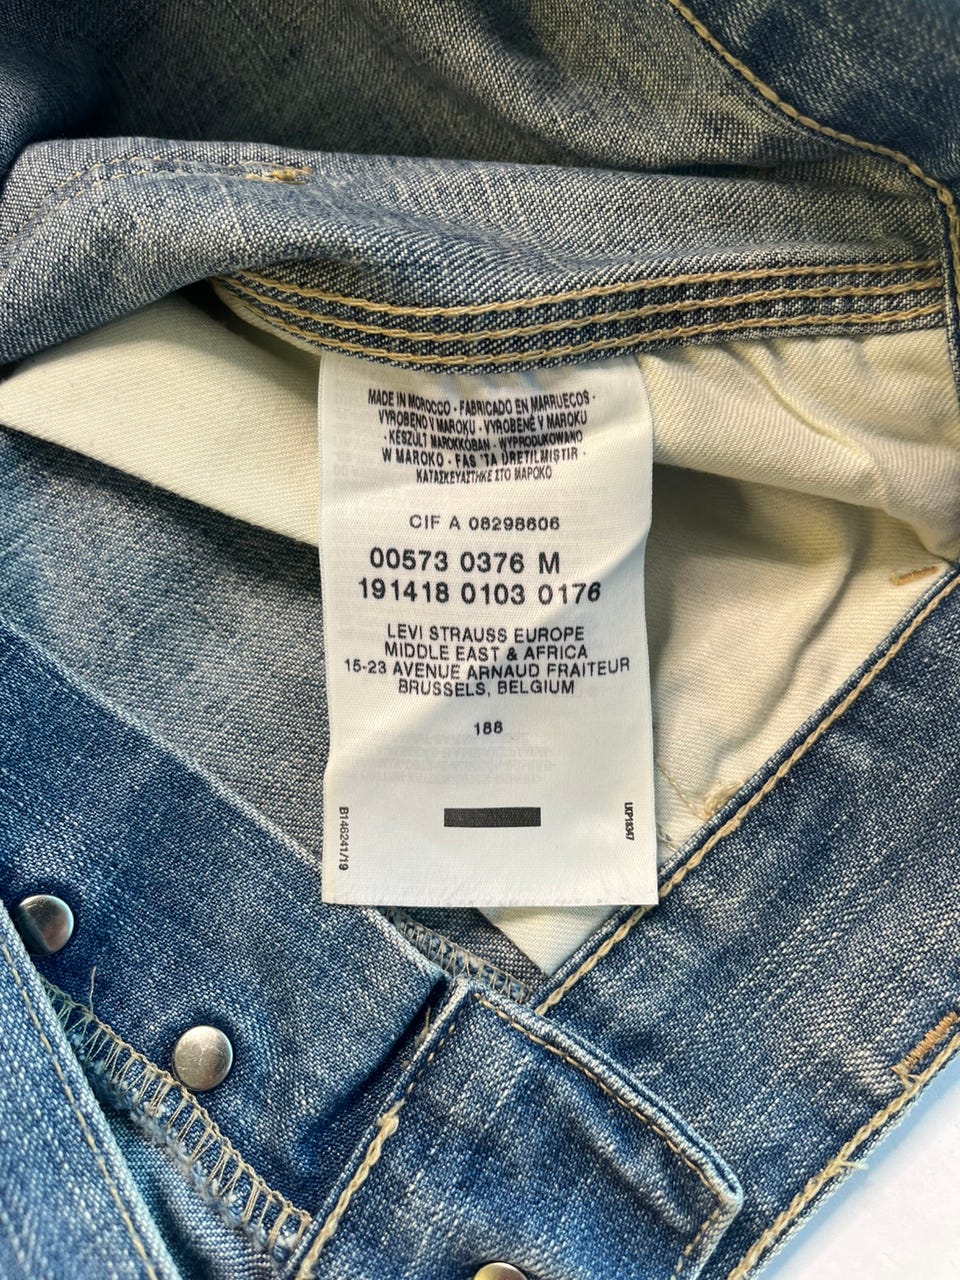 MADE IN MOROCCO - FABRICADO EN MARRUECOS -
VYROBENO V MAROKU - VYROBENÉ V MAROKU
- KÉSZÜLT MAROKKÓBAN - WYPRODUKOWANO
W MAROKO - FAS 'TA ÜRETILMIŞTIR -
ΚΑΤΑΣΚΕΥΑΣΤΗΚΕ ΣΤΟ ΜΑΡΟΚΟ
CIF A 08298606
00573 0376 M
191418 0103 0176
LEVI STRAUSS EUROPE
MIDDLE EAST & AFRICA
15-23 AVENUE ARNAUD FRAITEUR
BRUSSELS, BELGIUM
188
B146241/19
LKP18347